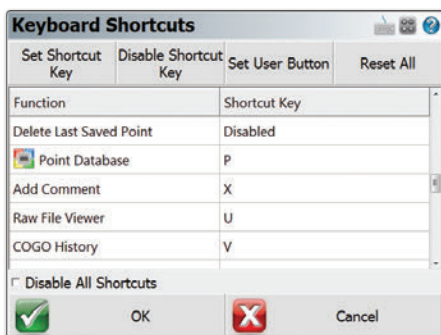 Keyboard Shortcuts
Set Shortcut Key
Disable Shortcut Key
Set User Button
Reset All
Function Shortcut Key
Delete Last Saved Point Disabled
Point Database P
Add Comment X
Raw File Viewer U
COGO History V
Disable All Shortcuts
OK Cancel